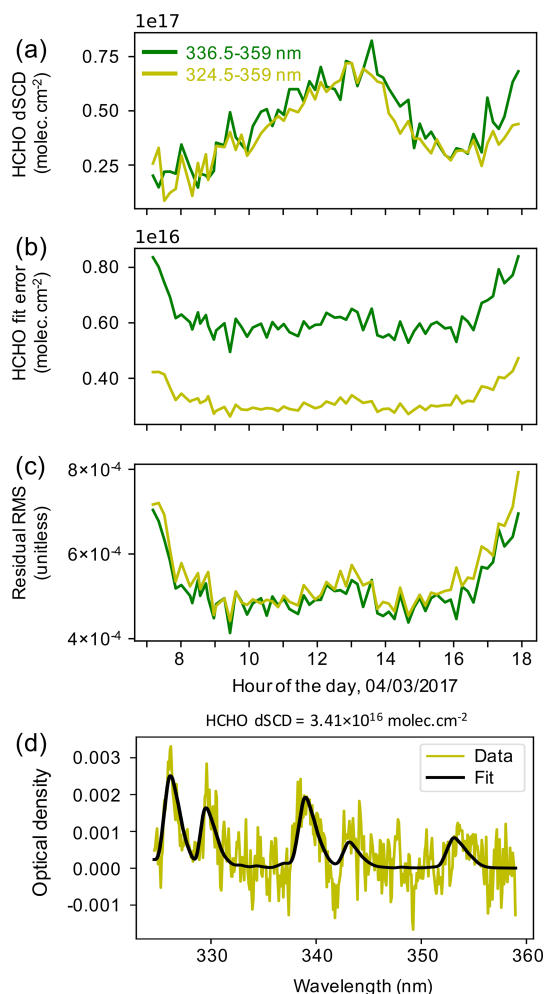 1e17
(a)
336.5-359 nm
324.5-359 nm
HCHO dSCD
(molec.cm-2)
0.75
0.50
0.25
1e16
(b)
HCHO fit error
(molec.cm-2)
0.80
0.60
0.40
(c)
Residual RMS
(unitless)
8×10-4
6×10-4
4×10-4
8 10 12 14 16 18
Hour of the day, 04/03/2017
HCHO dSCD = 3.41×10¹⁶ molec.cm-2
(d)
Data
Fit
Optical density
0.003
0.002
0.001
0.000
-0.001
330 340 350 360
Wavelength (nm)